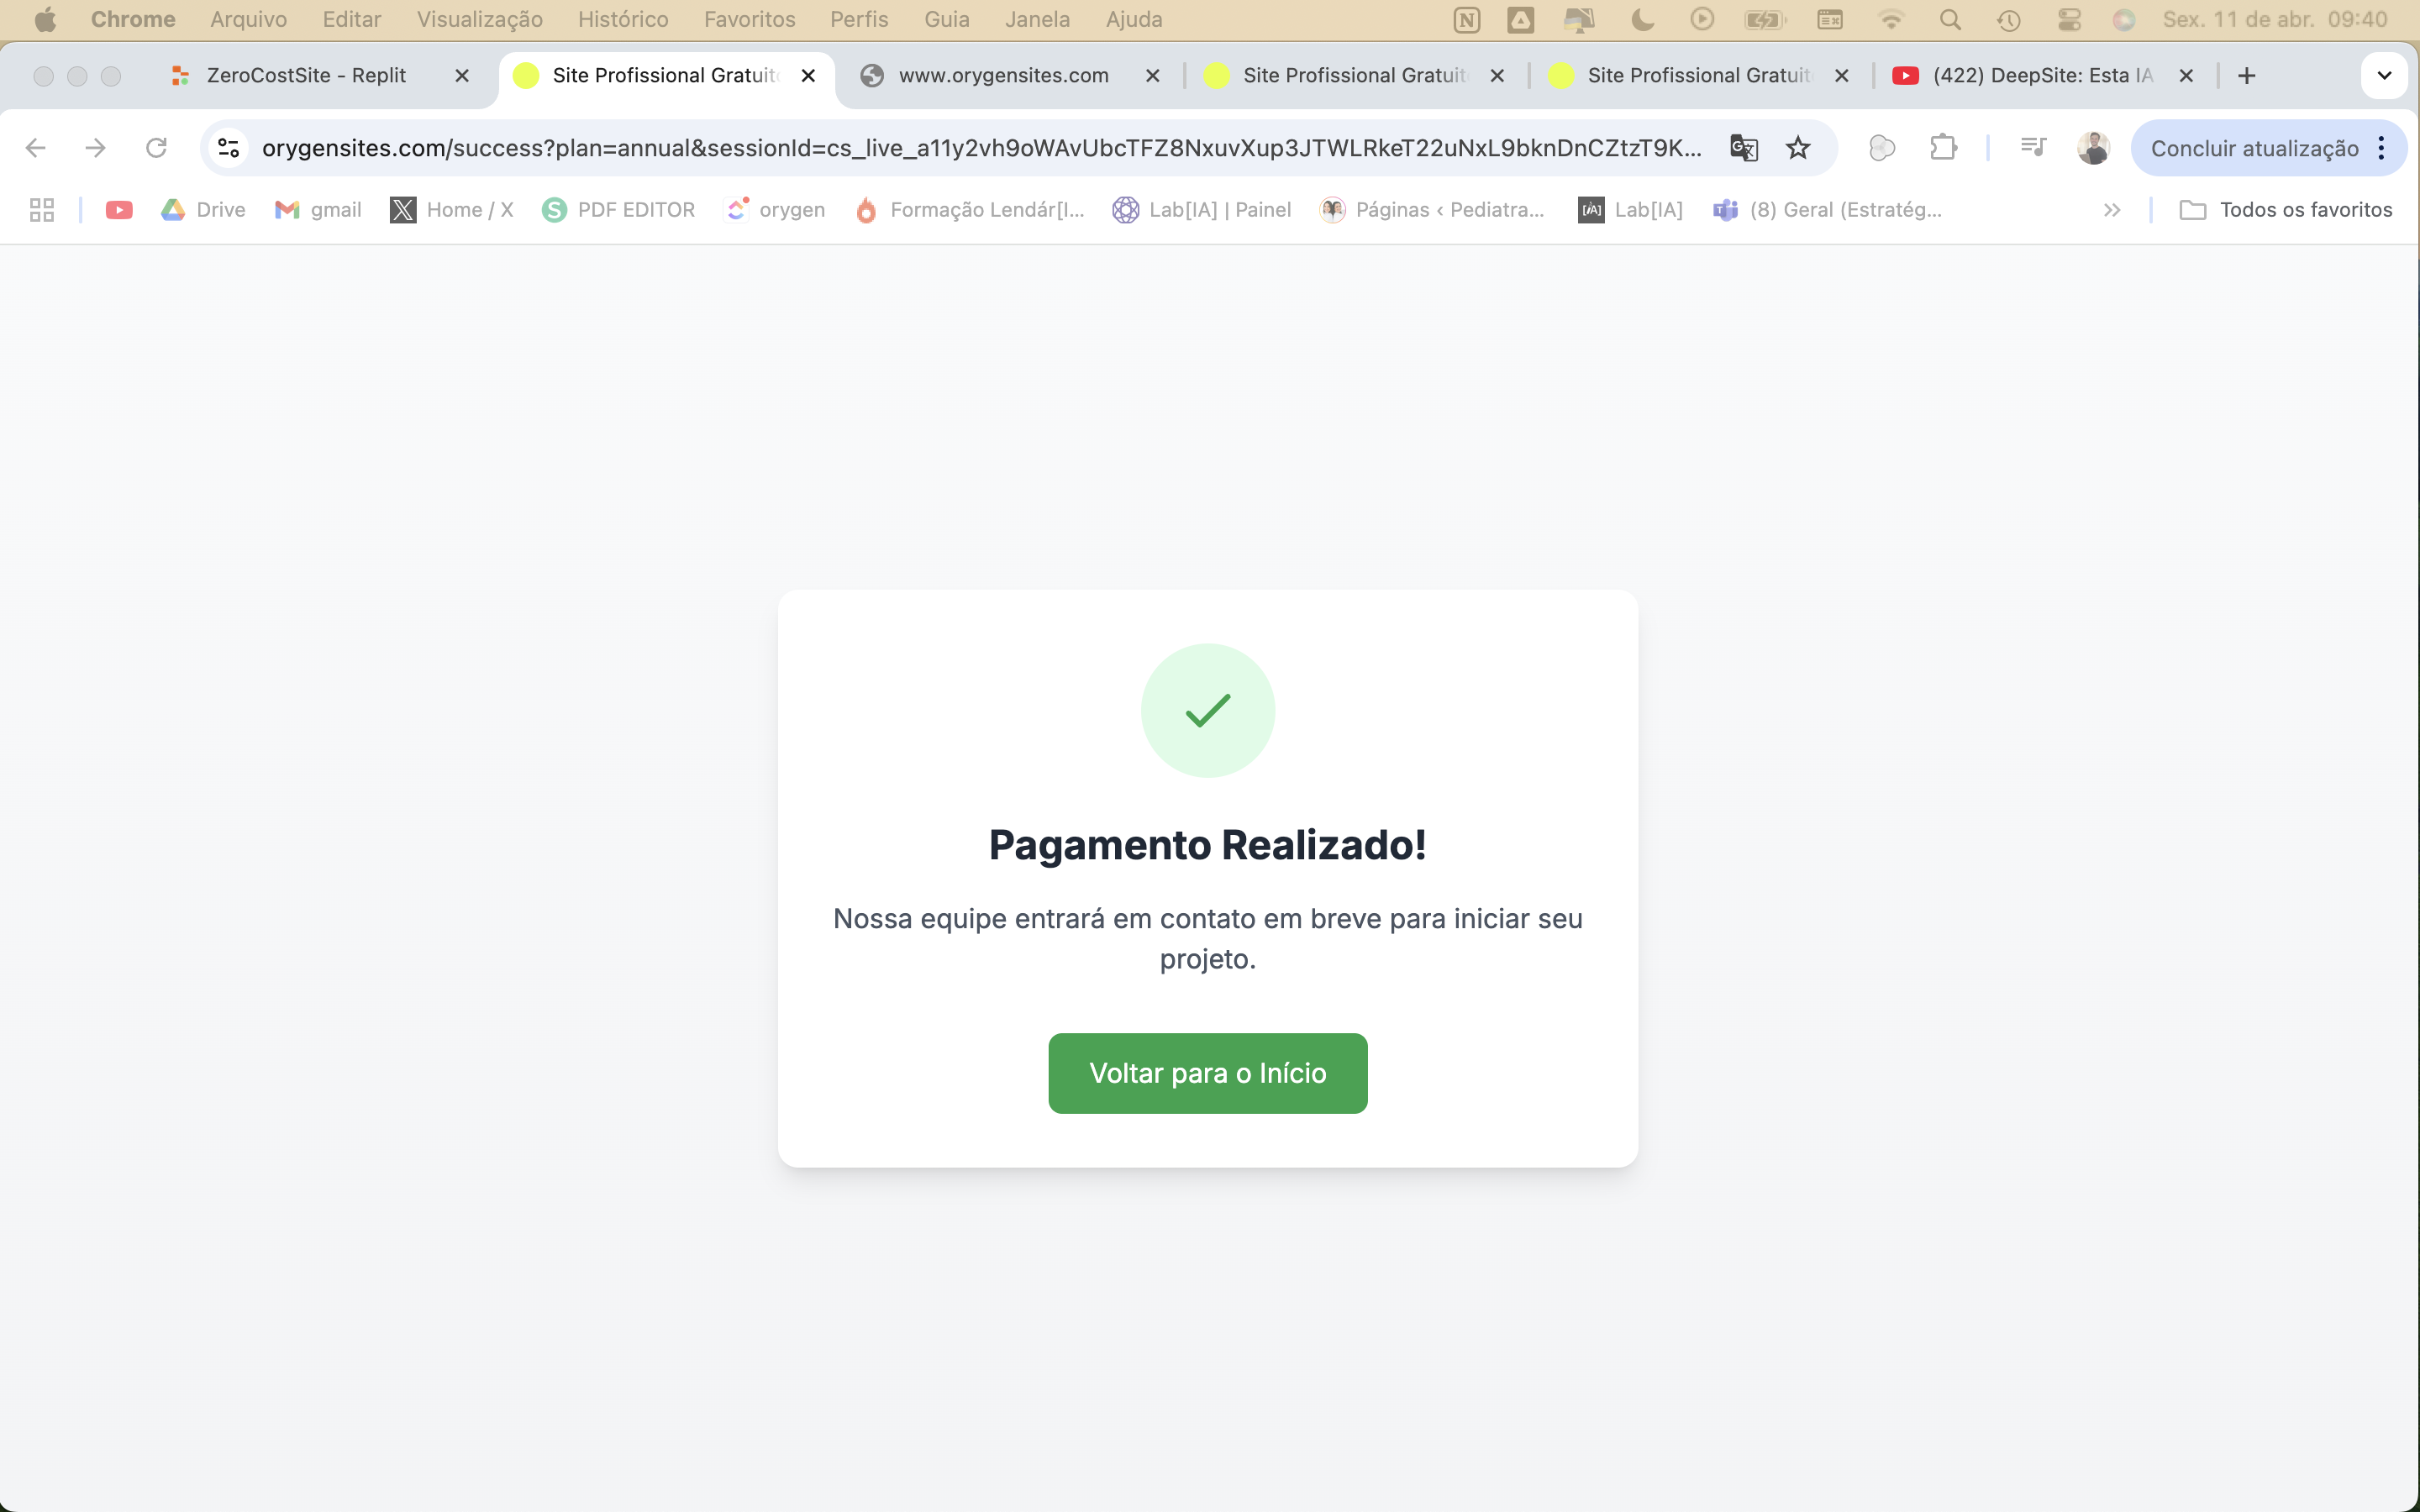 Chrome Arquivo Editar Visualização Histórico Favoritos Perfis Guia Janela Ajuda Sex. 11 de abr. 09:40
ZeroCostSite - Replit Site Profissional Gratuit www.orygensites.com Site Profissional Gratuit Site Profissional Gratuit (422) DeepSite: Esta IA
orygensites.com/success?plan=annual&sessionId=cs_live_a11y2vh9oWAvUbcTFZ8NxuvXup3JTWLRkeT22uNxL9bknDnCZtzT9K... Concluir atualização
Drive gmail Home / X PDF EDITOR orygen Formação Lendár[I... Lab[IA] | Painel Páginas ‹ Pediatra... Lab[IA] (8) Geral (Estratég... Todos os favoritos
Pagamento Realizado!
Nossa equipe entrará em contato em breve para iniciar seu
projeto.
Voltar para o Início